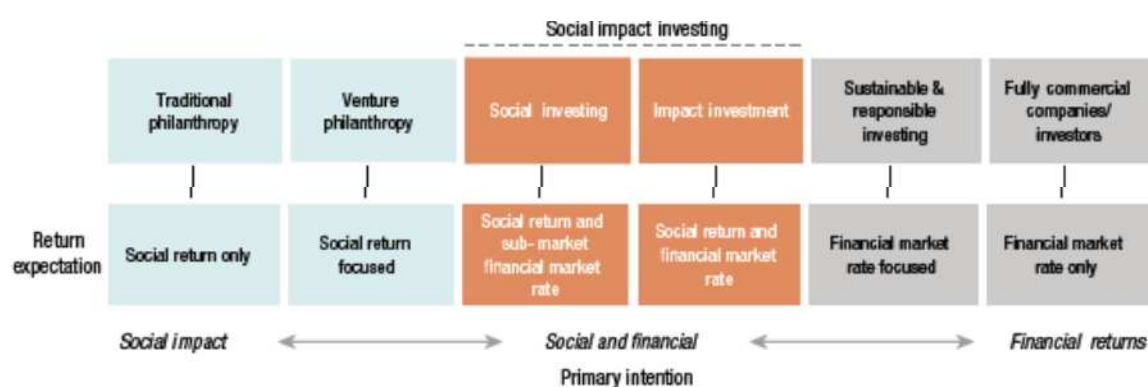 Social impact investing
Traditional
philanthropy
Venture
philanthropy
Social investing
Impact investment
Sustainable &
responsible
investing
Fully commercial
companies/
investors
Return
expectation
Social return only
Social return
focused
Social return and
sub- market
financial market
rate
Social return and
financial market
rate
Financial market
rate focused
Financial market
rate only
Social impact
Social and financial
Financial returns
Primary intention